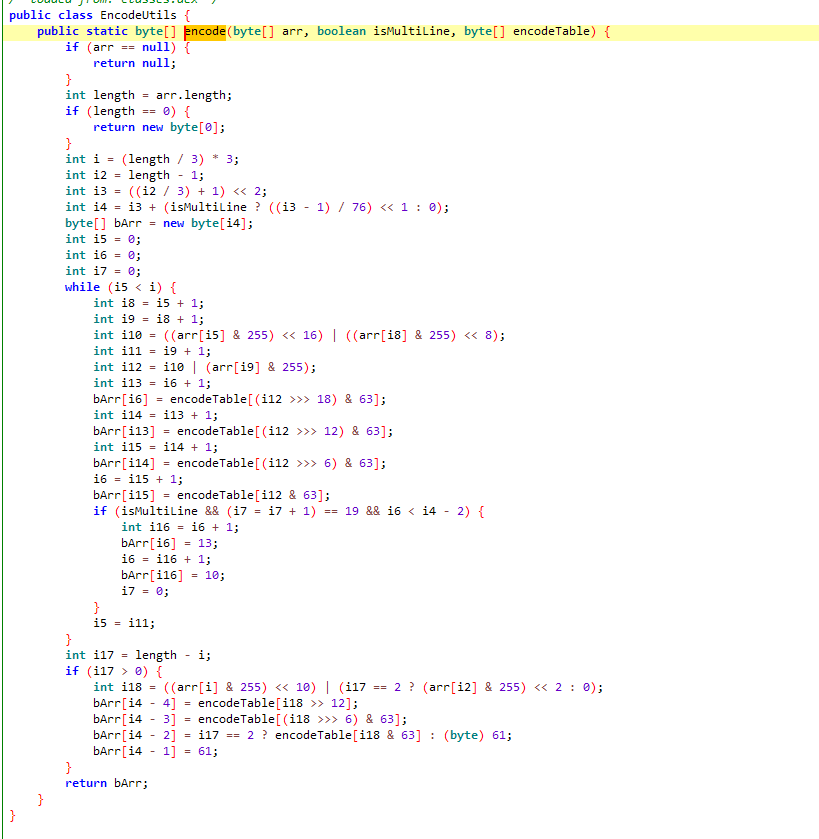 /* loaded from: classes.dex */
public class EncodeUtils {
    public static byte[] encode(byte[] arr, boolean isMultiLine, byte[] encodeTable) {
        if (arr == null) {
            return null;
        }
        int length = arr.length;
        if (length == 0) {
            return new byte[0];
        }
        int i = (length / 3) * 3;
        int i2 = length - 1;
        int i3 = ((i2 / 3) + 1) << 2;
        int i4 = i3 + (isMultiLine ? ((i3 - 1) / 76) << 1 : 0);
        byte[] bArr = new byte[i4];
        int i5 = 0;
        int i6 = 0;
        int i7 = 0;
        while (i5 < i) {
            int i8 = i5 + 1;
            int i9 = i8 + 1;
            int i10 = ((arr[i5] & 255) << 16) | ((arr[i8] & 255) << 8);
            int i11 = i9 + 1;
            int i12 = i10 | (arr[i9] & 255);
            int i13 = i6 + 1;
            bArr[i6] = encodeTable[(i12 >>> 18) & 63];
            int i14 = i13 + 1;
            bArr[i13] = encodeTable[(i12 >>> 12) & 63];
            int i15 = i14 + 1;
            bArr[i14] = encodeTable[(i12 >>> 6) & 63];
            i6 = i15 + 1;
            bArr[i15] = encodeTable[i12 & 63];
            if (isMultiLine && (i7 = i7 + 1) == 19 && i6 < i4 - 2) {
                int i16 = i6 + 1;
                bArr[i6] = 13;
                i6 = i16 + 1;
                bArr[i16] = 10;
                i7 = 0;
            }
            i5 = i11;
        }
        int i17 = length - i;
        if (i17 > 0) {
            int i18 = ((arr[i] & 255) << 10) | (i17 == 2 ? (arr[i2] & 255) << 2 : 0);
            bArr[i4 - 4] = encodeTable[i18 >> 12];
            bArr[i4 - 3] = encodeTable[(i18 >>> 6) & 63];
            bArr[i4 - 2] = i17 == 2 ? encodeTable[i18 & 63] : (byte) 61;
            bArr[i4 - 1] = 61;
        }
        return bArr;
    }
}